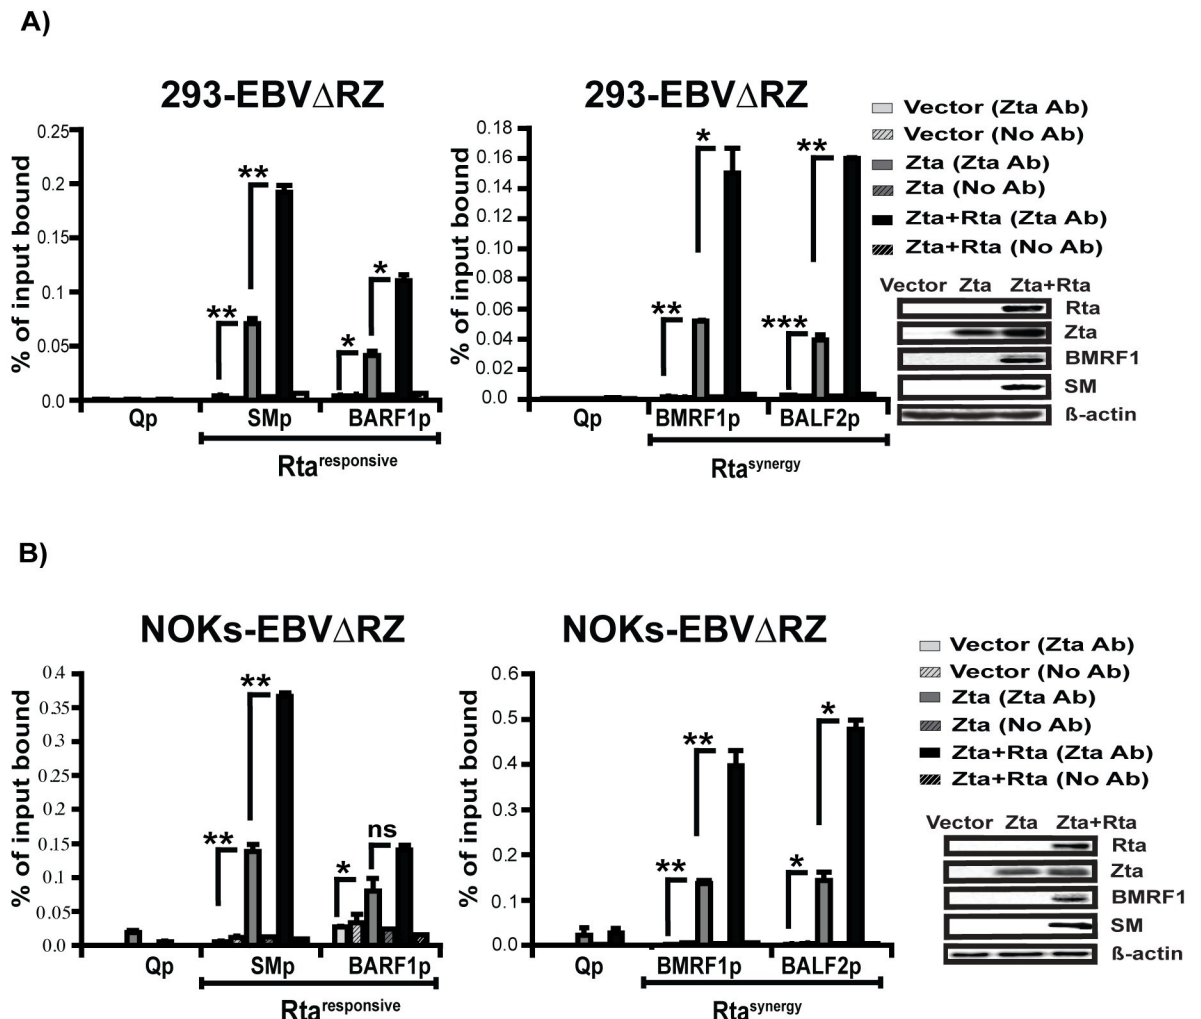 A)
293-EBVΔRZ
% of input bound
0.25
0.2
0.15
0.1
0.05
0.0
**
**
*
*
Qp
SMp
BARF1p
Rta^responsive
293-EBVΔRZ
% of input bound
0.18
0.16
0.14
0.12
0.10
0.08
0.06
0.04
0.02
0.0
**
*
***
**
Qp
BMRF1p
BALF2p
Rta^synergy
Vector (Zta Ab)
Vector (No Ab)
Zta (Zta Ab)
Zta (No Ab)
Zta+Rta (Zta Ab)
Zta+Rta (No Ab)
Vector Zta Zta+Rta
Rta
Zta
BMRF1
SM
ß-actin
B)
NOKs-EBVΔRZ
% of input bound
0.4
0.35
0.3
0.25
0.2
0.15
0.1
0.05
0.0
**
**
*
ns
Qp
SMp
BARF1p
Rta^responsive
NOKs-EBVΔRZ
% of input bound
0.6
0.5
0.4
0.3
0.2
0.1
0.0
**
**
*
*
Qp
BMRF1p
BALF2p
Rta^synergy
Vector (Zta Ab)
Vector (No Ab)
Zta (Zta Ab)
Zta (No Ab)
Zta+Rta (Zta Ab)
Zta+Rta (No Ab)
Vector Zta Zta+Rta
Rta
Zta
BMRF1
SM
ß-actin